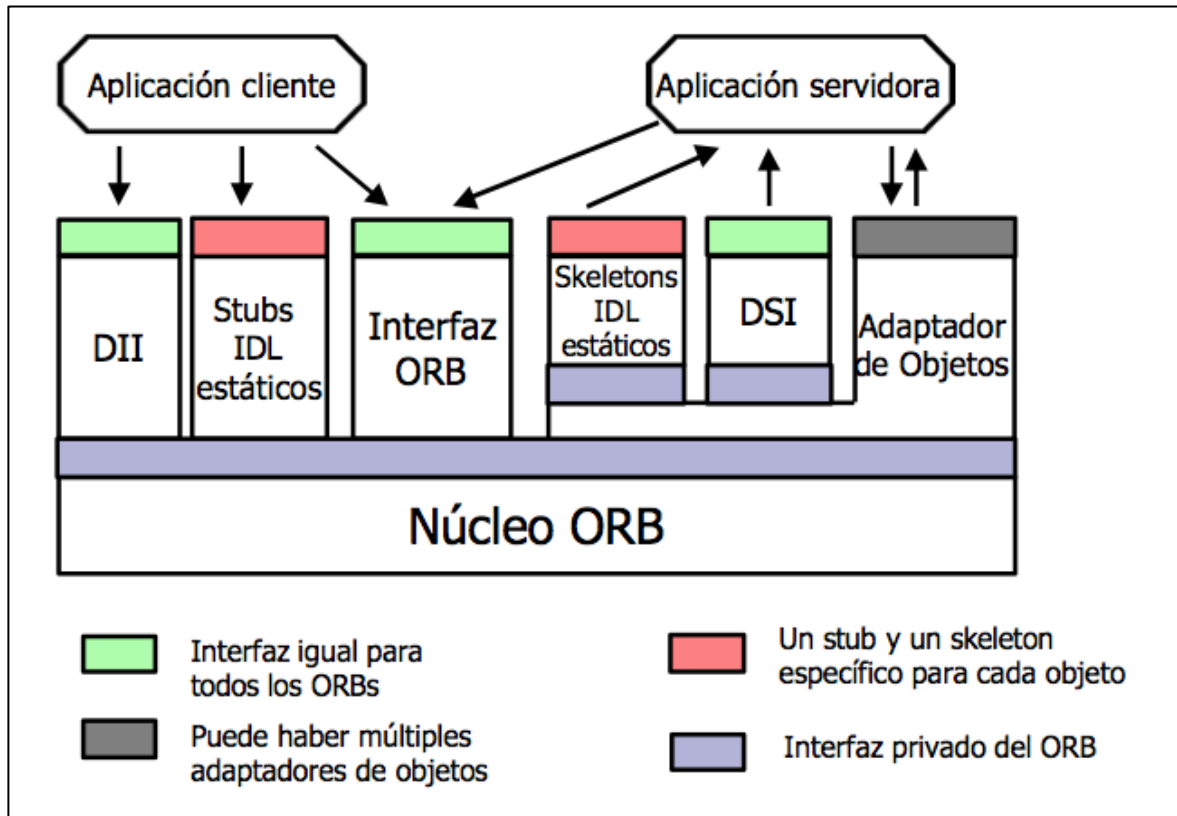 Aplicación cliente
Aplicación servidora
DII
Stubs
IDL
estáticos
Interfaz
ORB
Skeletons
IDL
estáticos
DSI
Adaptador
de Objetos
Núcleo ORB
Interfaz igual para
todos los ORBs
Un stub y un skeleton
específico para cada objeto
Puede haber múltiples
adaptadores de objetos
Interfaz privado del ORB